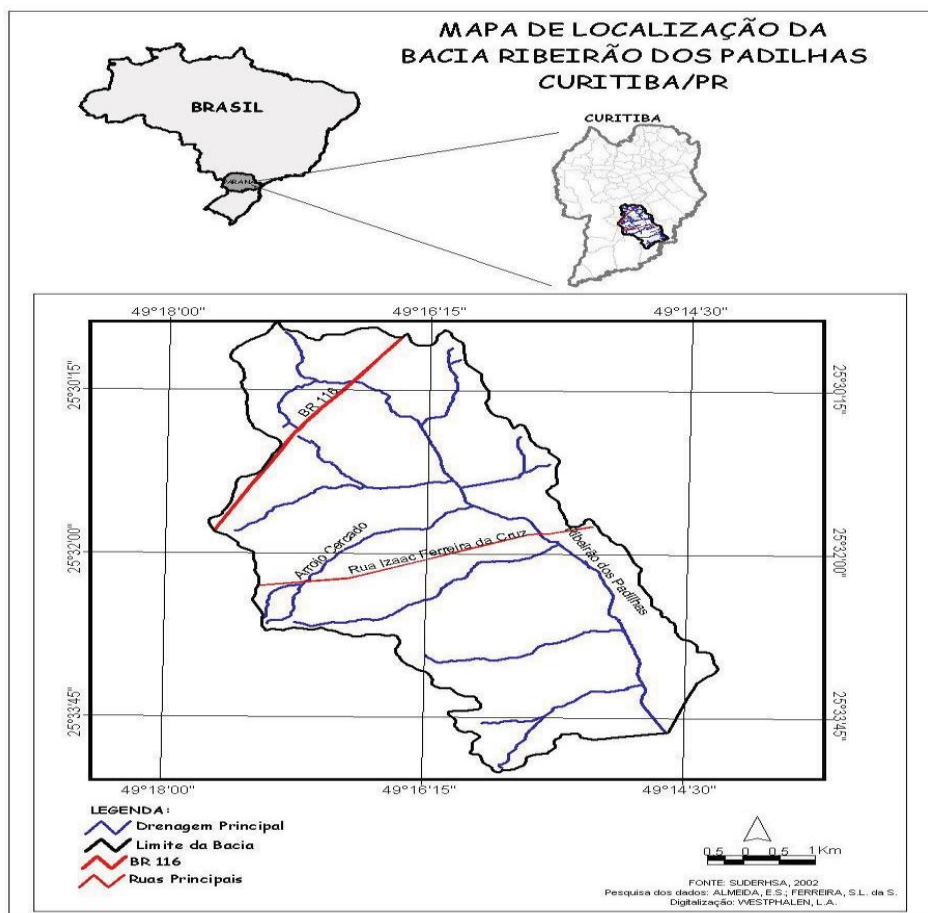 MAPA DE LOCALIZAÇÃO DA
BACIA RIBEIRÃO DOS PADILHAS
CURITIBA/PR
BRASIL
PARANÁ
CURITIBA
49°18'00" 49°16'15" 49°14'30"
25°30'15" 25°30'15"
BR 116
25°32'00" 25°32'00"
Arroio Cercado
Rua Izaac Ferreira da Cruz
Ribeirão dos Padilhas
25°33'45" 25°33'45"
49°18'00" 49°16'15" 49°14'30"
LEGENDA:
Drenagem Principal
Limite da Bacia
BR 116
Ruas Principais
0.5 0 0.5 1 Km
FONTE: SUDERHSA, 2002
Pesquisa dos dados: ALMEIDA, E.S.; FERREIRA, S.L. da S.
Digitalização: WESTPHALEN, L.A.